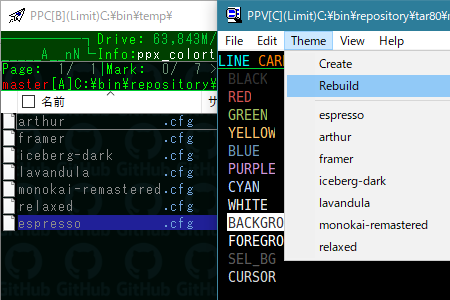 PPC[B](Limit)C:¥bin¥temp¥
Drive: 63,843M/
_____A__nN Info:ppx_colort
Page: 1/ 1 Mark: 0/ 7 >
master[A]C:¥bin¥repository¥
名前
arthur .cfg
framer .cfg
iceberg-dark .cfg
lavandula .cfg
monokai-remastered.cfg
relaxed .cfg
espresso .cfg
PPV[C](Limit)C:¥bin¥repository¥tar80¥
File Edit Theme View Help
LINE CAR
BLACK
RED
GREEN
YELLOW
BLUE
PURPLE
CYAN
WHITE
BACKGRO
FOREGRO
SEL_BG
CURSOR
Create
Rebuild
espresso
arthur
framer
iceberg-dark
lavandula
monokai-remastered
relaxed